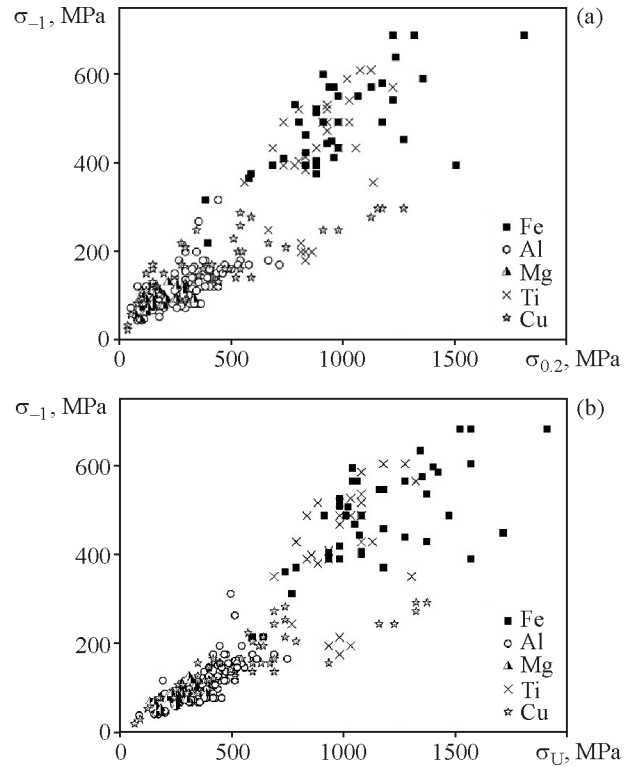 σ₋₁, MPa
(a)
600
400
200
0
0 500 1000 1500 σ₀.₂, MPa
Fe
Al
Mg
Ti
Cu
σ₋₁, MPa
(b)
600
400
200
0
0 500 1000 1500 σU, MPa
Fe
Al
Mg
Ti
Cu